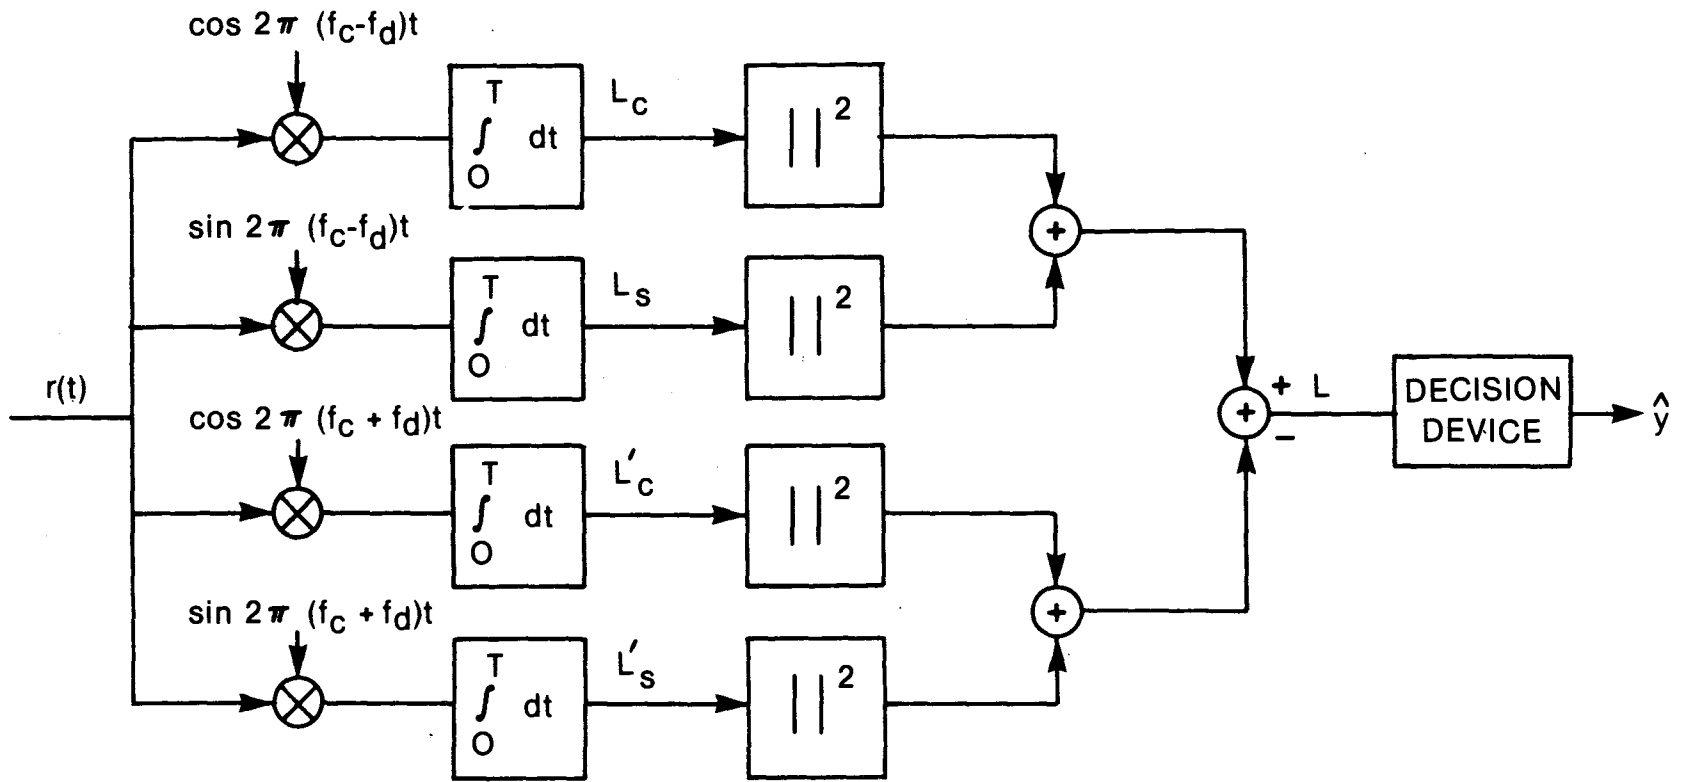 cos 2π (fc-fd)t
T
∫ dt
O
Lc
| | 2
+
sin 2π (fc-fd)t
T
∫ dt
O
Ls
| | 2
r(t)
cos 2π (fc + fd)t
T
∫ dt
O
L′c
| | 2
+
sin 2π (fc + fd)t
T
∫ dt
O
L′s
| | 2
+
+ L
−
DECISION
DEVICE
ŷ